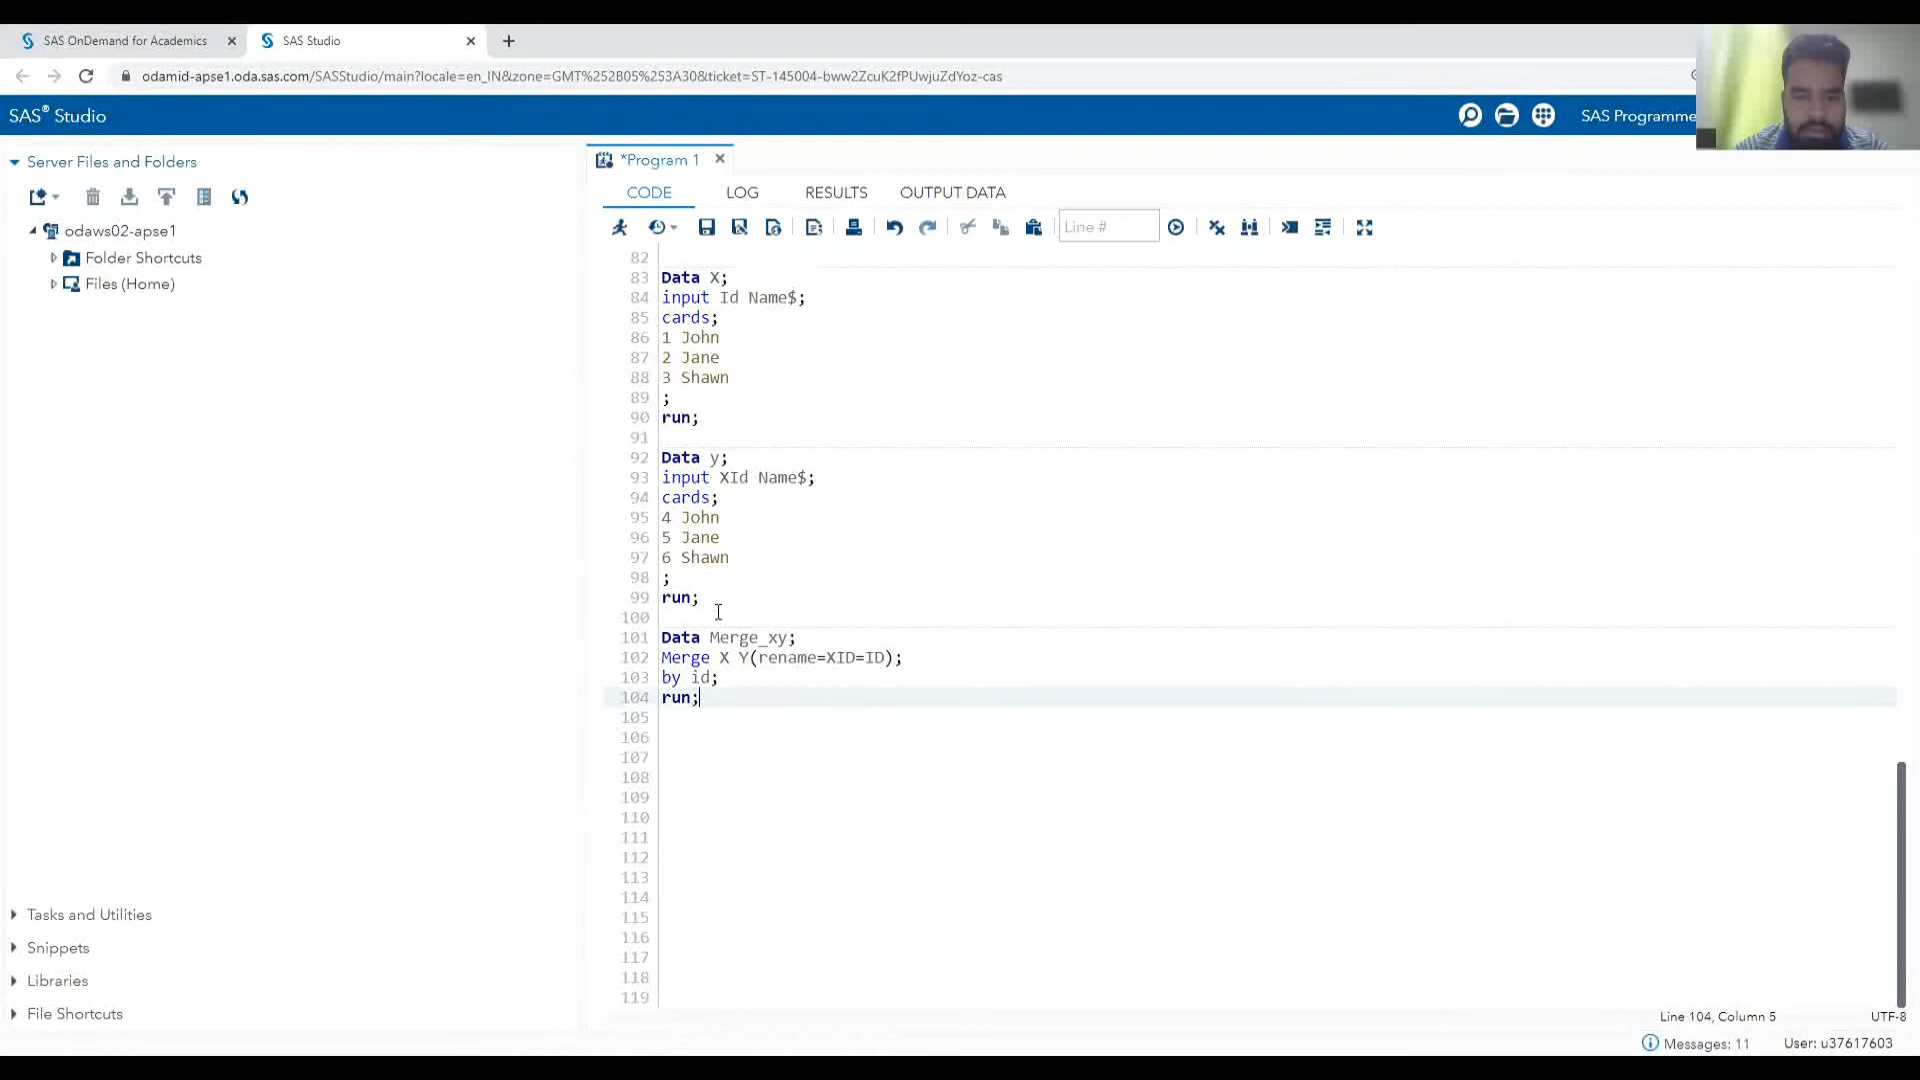 SAS OnDemand for Academics
SAS Studio
odamid-apse1.oda.sas.com/SASStudio/main?locale=en_IN&zone=GMT%252B05%253A30&ticket=ST-145004-bww2ZcuK2fPUwjuZdYoz-cas
SAS® Studio
SAS Programme
Server Files and Folders
odaws02-apse1
Folder Shortcuts
Files (Home)
Tasks and Utilities
Snippets
Libraries
File Shortcuts
*Program 1
CODE LOG RESULTS OUTPUT DATA
Line #
82
83 Data X;
84 input Id Name$;
85 cards;
86 1 John
87 2 Jane
88 3 Shawn
89 ;
90 run;
91
92 Data y;
93 input XId Name$;
94 cards;
95 4 John
96 5 Jane
97 6 Shawn
98 ;
99 run;
100
101 Data Merge_xy;
102 Merge X Y(rename=XID=ID);
103 by id;
104 run;
105
106
107
108
109
110
111
112
113
114
115
116
117
118
119
Line 104, Column 5 UTF-8
Messages: 11 User: u37617603